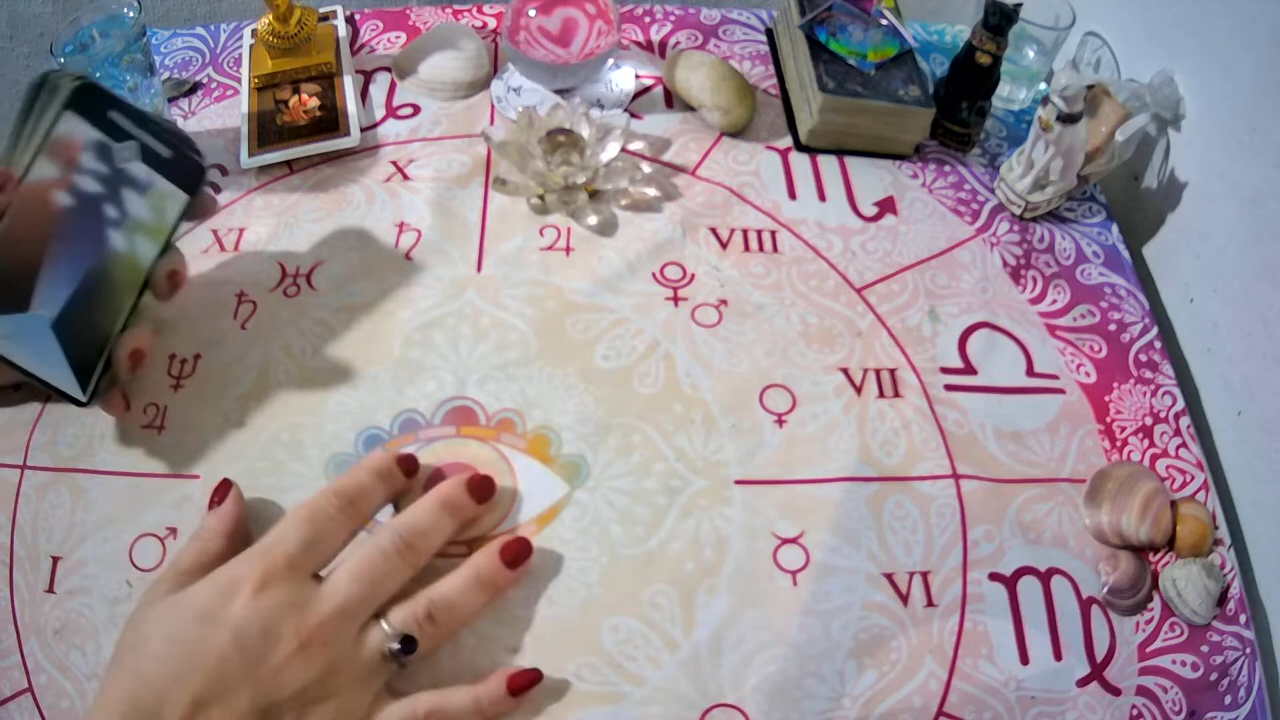 ♑
X
XI
♄
♃
VIII
♏
♄
♅
♇
♂
♎
♆
♃
♀
VII
I
♂
☿
VI
♍